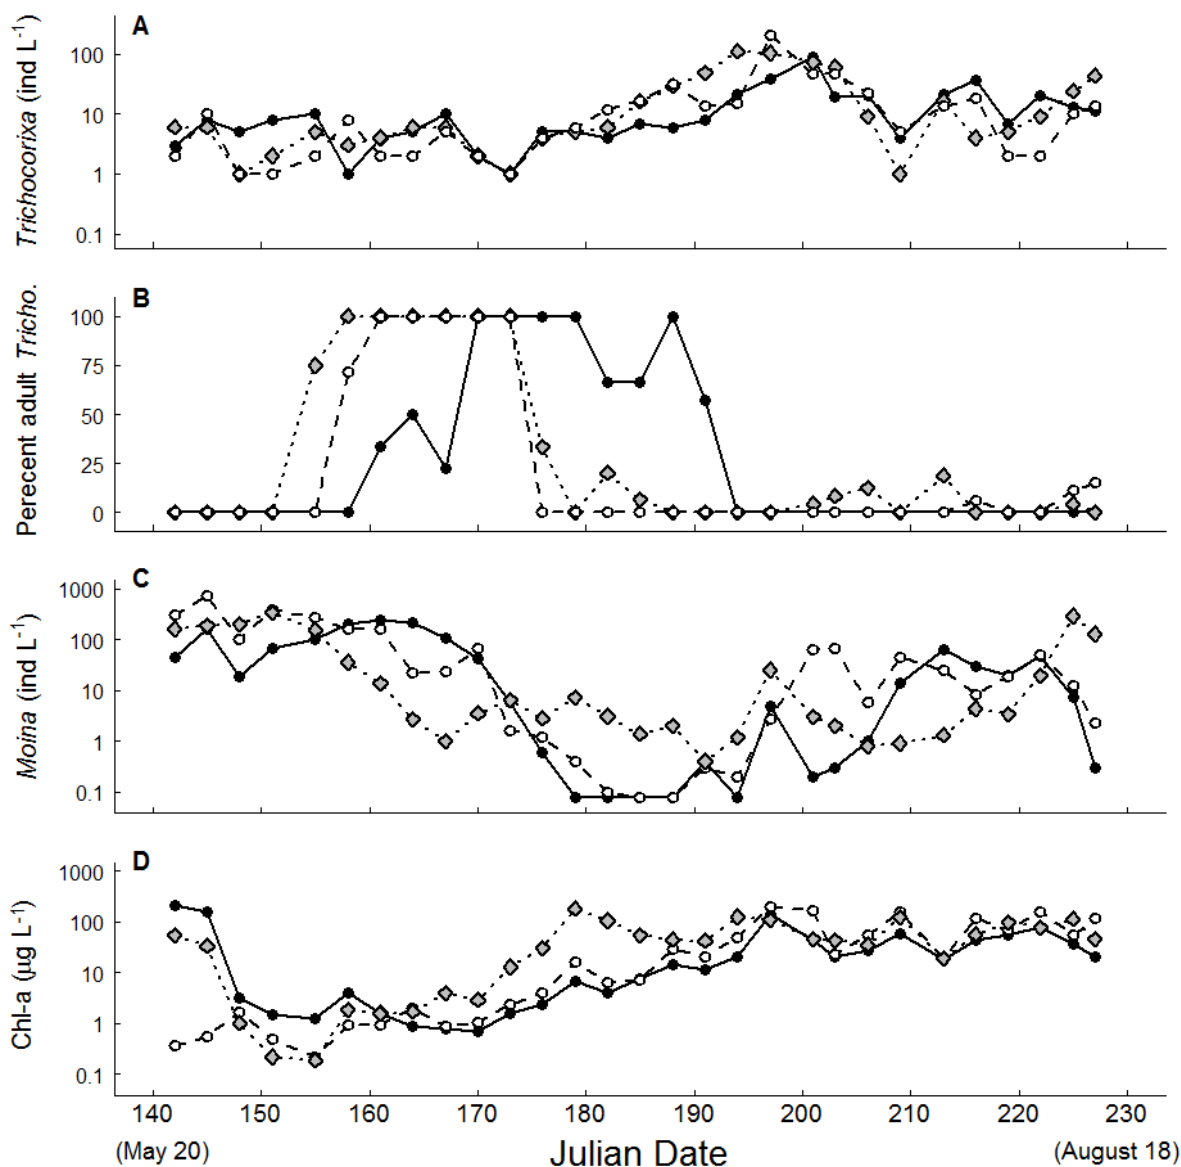 A
Trichocorixa (ind L-1)
100
10
1
0.1
B
Perecent adult Tricho.
100
75
50
25
0
C
Moina (ind L-1)
1000
100
10
1
0.1
D
Chl-a (µg L-1)
1000
100
10
1
0.1
140 150 160 170 180 190 200 210 220 230
(May 20) Julian Date (August 18)